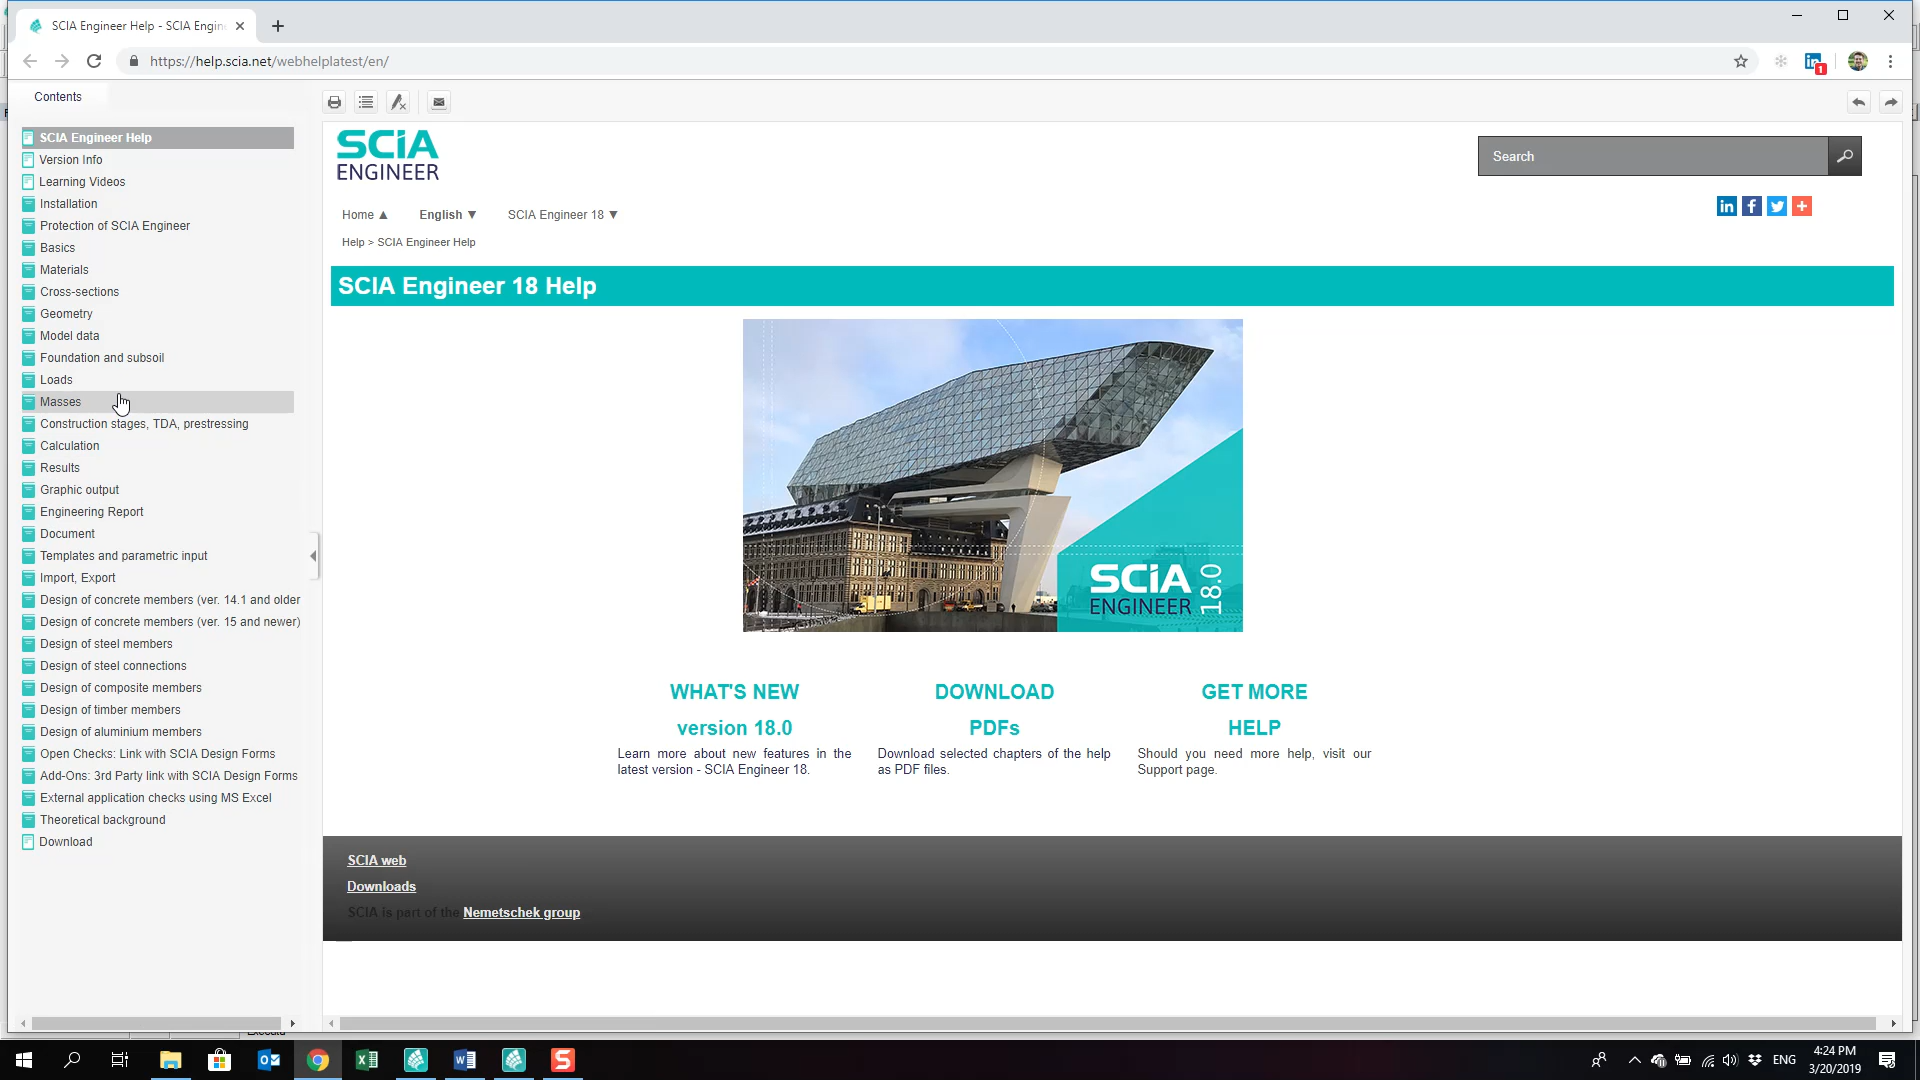 SCIA Engineer Help - SCIA Engin
https://help.scia.net/webhelplatest/en/
1
Contents
SCIA Engineer Help
Version Info
Learning Videos
Installation
Protection of SCIA Engineer
Basics
Materials
Cross-sections
Geometry
Model data
Foundation and subsoil
Loads
Masses
Construction stages, TDA, prestressing
Calculation
Results
Graphic output
Engineering Report
Document
Templates and parametric input
Import, Export
Design of concrete members (ver. 14.1 and older
Design of concrete members (ver. 15 and newer)
Design of steel members
Design of steel connections
Design of composite members
Design of timber members
Design of aluminium members
Open Checks: Link with SCIA Design Forms
Add-Ons: 3rd Party link with SCIA Design Forms
External application checks using MS Excel
Theoretical background
Download
SCiA
ENGINEER
Search
Home ▲ English ▼ SCIA Engineer 18 ▼
Help > SCIA Engineer Help
SCIA Engineer 18 Help
SCiA
ENGINEER
18.0
WHAT'S NEW
version 18.0
Learn more about new features in the
latest version - SCIA Engineer 18.
DOWNLOAD
PDFs
Download selected chapters of the help
as PDF files.
GET MORE
HELP
Should you need more help, visit our
Support page.
SCIA web
Downloads
SCIA is part of the Nemetschek group
ENG
4:24 PM
3/20/2019